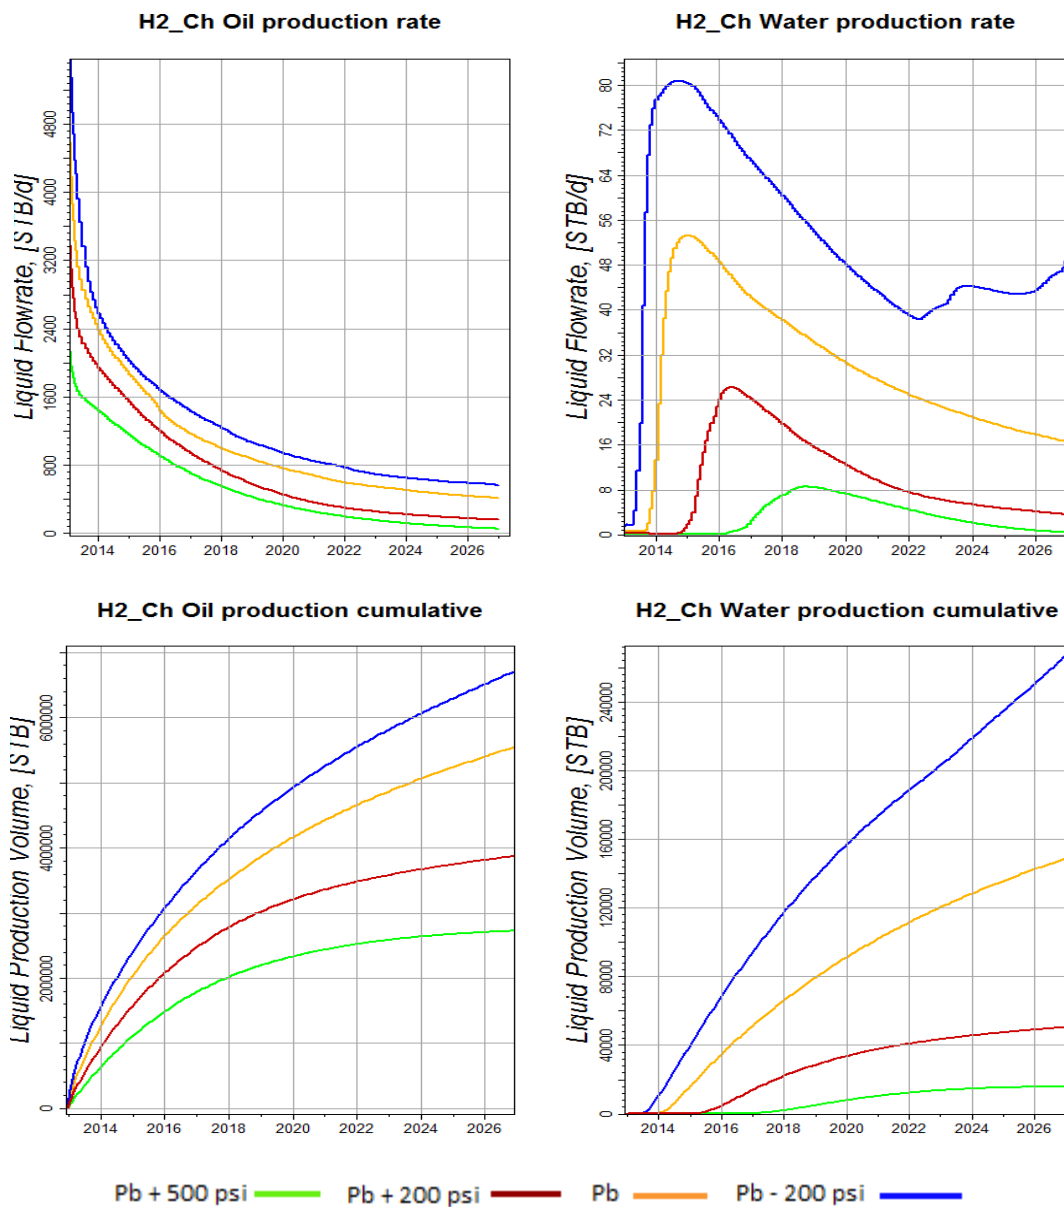 H2_Ch Oil production rate
Liquid Flowrate, [STB/d]
4800
4000
3200
2400
1600
800
0
2014 2016 2018 2020 2022 2024 2026
H2_Ch Water production rate
Liquid Flowrate, [STB/d]
80
72
64
56
48
40
32
24
16
8
0
2014 2016 2018 2020 2022 2024 2026
H2_Ch Oil production cumulative
Liquid Production Volume, [STB]
6000000
4000000
2000000
0
2014 2016 2018 2020 2022 2024 2026
H2_Ch Water production cumulative
Liquid Production Volume, [STB]
240000
200000
160000
120000
80000
40000
0
2014 2016 2018 2020 2022 2024 2026
Pb + 500 psi Pb + 200 psi Pb Pb - 200 psi